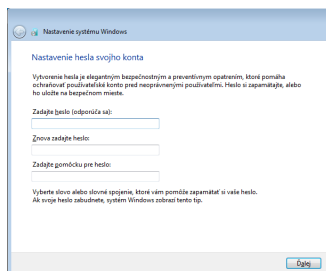 Nastavenie systému Windows
Nastavenie hesla svojho konta
Vytvorenie hesla je elegantným bezpečnostným a preventívnym opatrením, ktoré pomáha
ochraňovať používateľské konto pred neoprávnenými používateľmi. Heslo si zapamätajte, alebo
ho uložte na bezpečnom mieste.
Zadajte heslo (odporúča sa):
Znova zadajte heslo:
Zadajte pomôcku pre heslo:
Vyberte slovo alebo slovné spojenie, ktoré vám pomôže zapamätať si vaše heslo.
Ak svoje heslo zabudnete, systém Windows zobrazí tento tip.
Ďalej